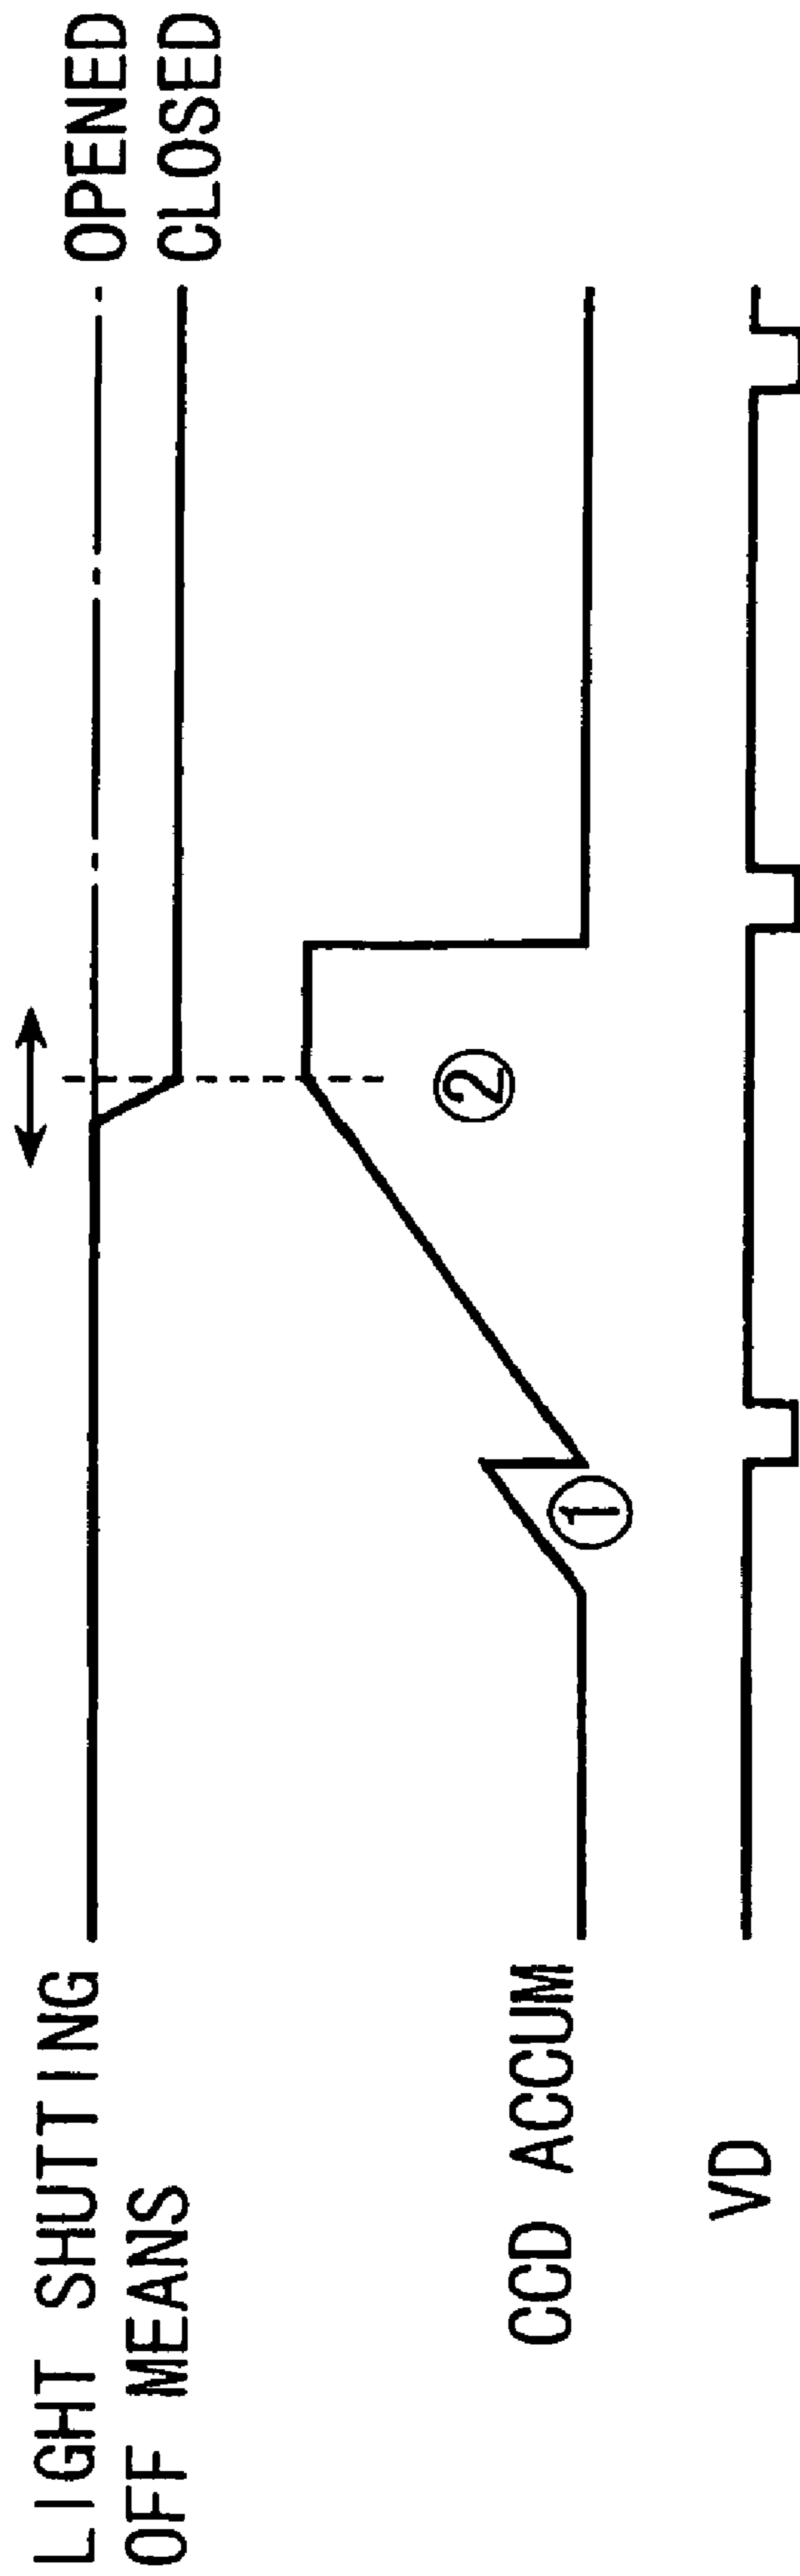 LIGHT SHUTTING
OFF MEANS
OPENED
CLOSED
CCD ACCUM
①
②
VD